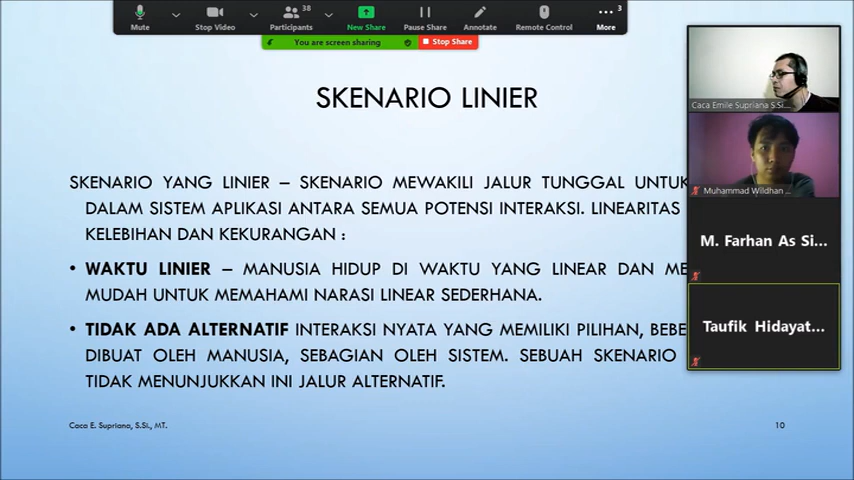 38
3
Mute
Stop Video
Participants
New Share
Pause Share
Annotate
Remote Control
More
You are screen sharing
Stop Share
SKENARIO LINIER
SKENARIO YANG LINIER – SKENARIO MEWAKILI JALUR TUNGGAL UNTUK
DALAM SISTEM APLIKASI ANTARA SEMUA POTENSI INTERAKSI. LINEARITAS
KELEBIHAN DAN KEKURANGAN :
• WAKTU LINIER – MANUSIA HIDUP DI WAKTU YANG LINEAR DAN ME
MUDAH UNTUK MEMAHAMI NARASI LINEAR SEDERHANA.
• TIDAK ADA ALTERNATIF INTERAKSI NYATA YANG MEMILIKI PILIHAN, BEBE
DIBUAT OLEH MANUSIA, SEBAGIAN OLEH SISTEM. SEBUAH SKENARIO
TIDAK MENUNJUKKAN INI JALUR ALTERNATIF.
Caca E. Supriana, S.Si., MT.
10
Caca Emile Supriana S.Si...
Muhammad Wildhan ...
M. Farhan As Si...
Taufik Hidayat...